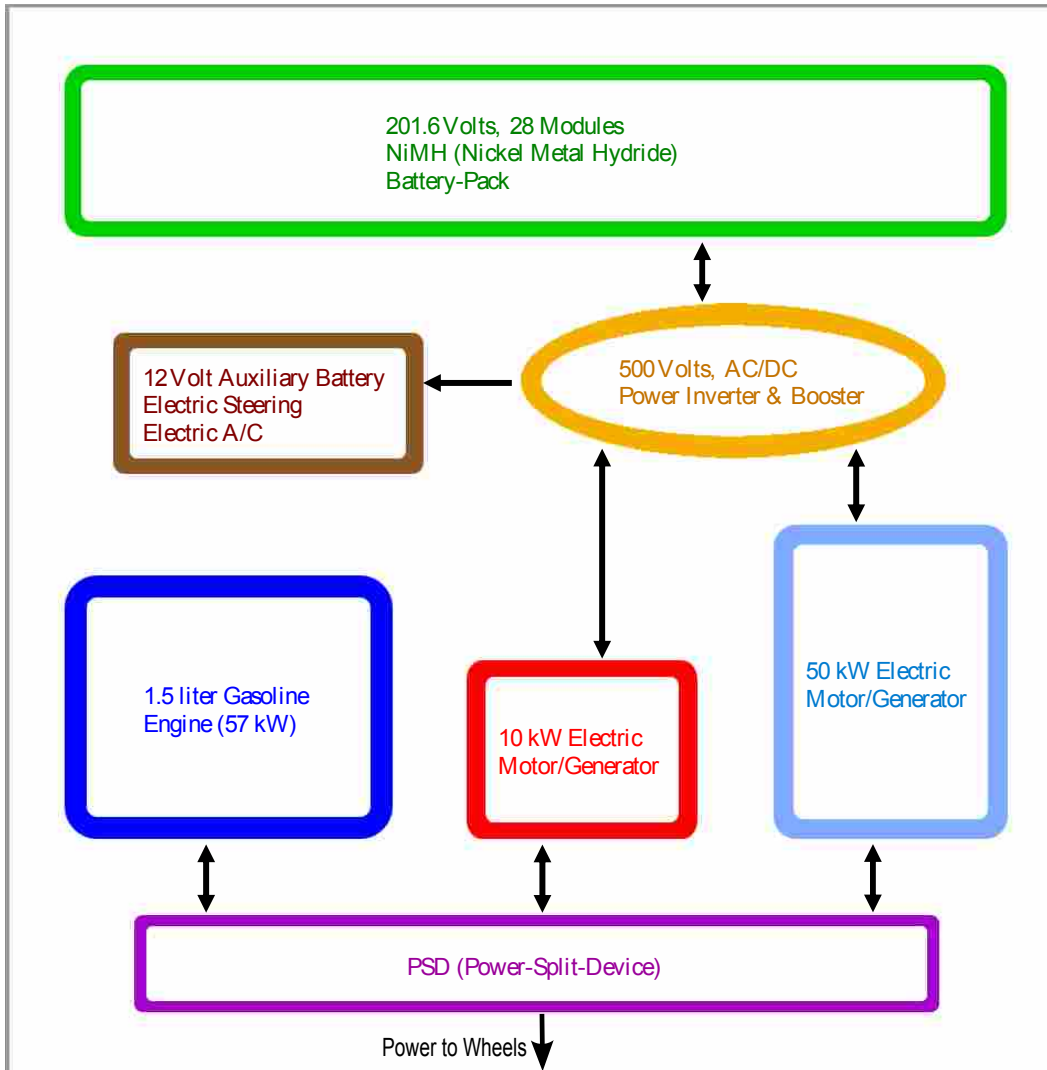 201.6 Volts, 28 Modules
NiMH (Nickel Metal Hydride)
Battery-Pack
12 Volt Auxiliary Battery
Electric Steering
Electric A/C
500 Volts, AC/DC
Power Inverter & Booster
1.5 liter Gasoline
Engine (57 kW)
10 kW Electric
Motor/Generator
50 kW Electric
Motor/Generator
PSD (Power-Split-Device)
Power to Wheels